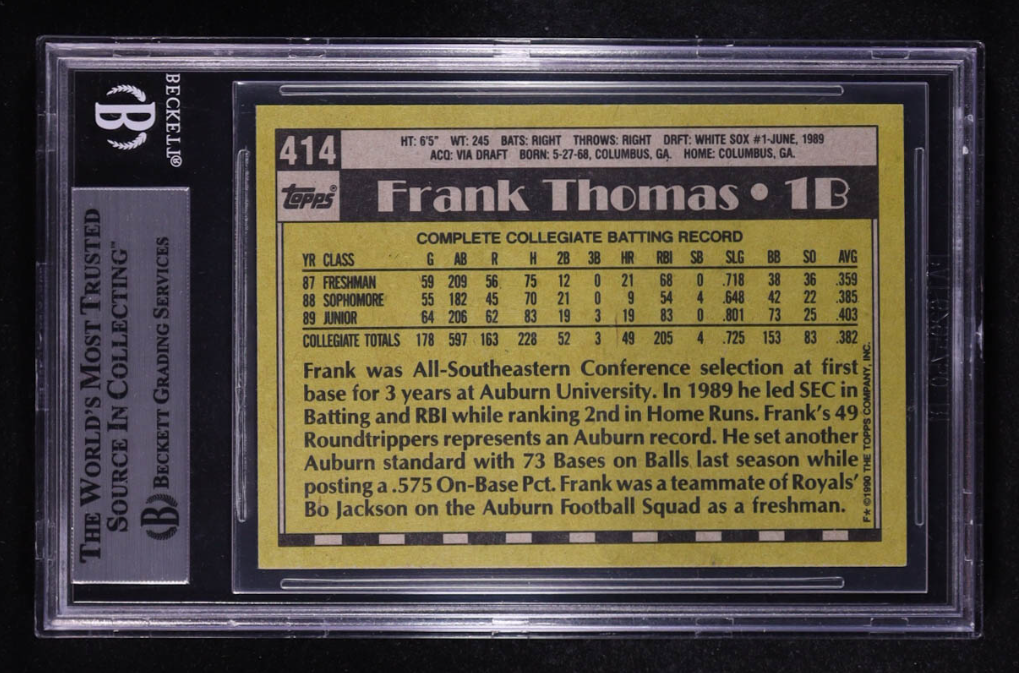 BECKETT®
B
THE WORLD'S MOST TRUSTED
SOURCE IN COLLECTING™
B BECKETT GRADING SERVICES
414
HT: 6'5" WT: 245 BATS: RIGHT THROWS: RIGHT DRFT: WHITE SOX #1-JUNE, 1989
ACQ: VIA DRAFT BORN: 5-27-68, COLUMBUS, GA. HOME: COLUMBUS, GA.
topps®
Frank Thomas • 1B
COMPLETE COLLEGIATE BATTING RECORD
YR CLASS G AB R H 2B 3B HR RBI SB SLG BB SO AVG
87 FRESHMAN 59 209 56 75 12 0 21 68 0 .718 38 36 .359
88 SOPHOMORE 55 182 45 70 21 0 9 54 4 .648 42 22 .385
89 JUNIOR 64 206 62 83 19 3 19 83 0 .801 73 25 .403
COLLEGIATE TOTALS 178 597 163 228 52 3 49 205 4 .725 153 83 .382
Frank was All-Southeastern Conference selection at first
base for 3 years at Auburn University. In 1989 he led SEC in
Batting and RBI while ranking 2nd in Home Runs. Frank's 49
Roundtrippers represents an Auburn record. He set another
Auburn standard with 73 Bases on Balls last season while
posting a .575 On-Base Pct. Frank was a teammate of Royals'
Bo Jackson on the Auburn Football Squad as a freshman.
F★ ©1990 THE TOPPS COMPANY, INC.